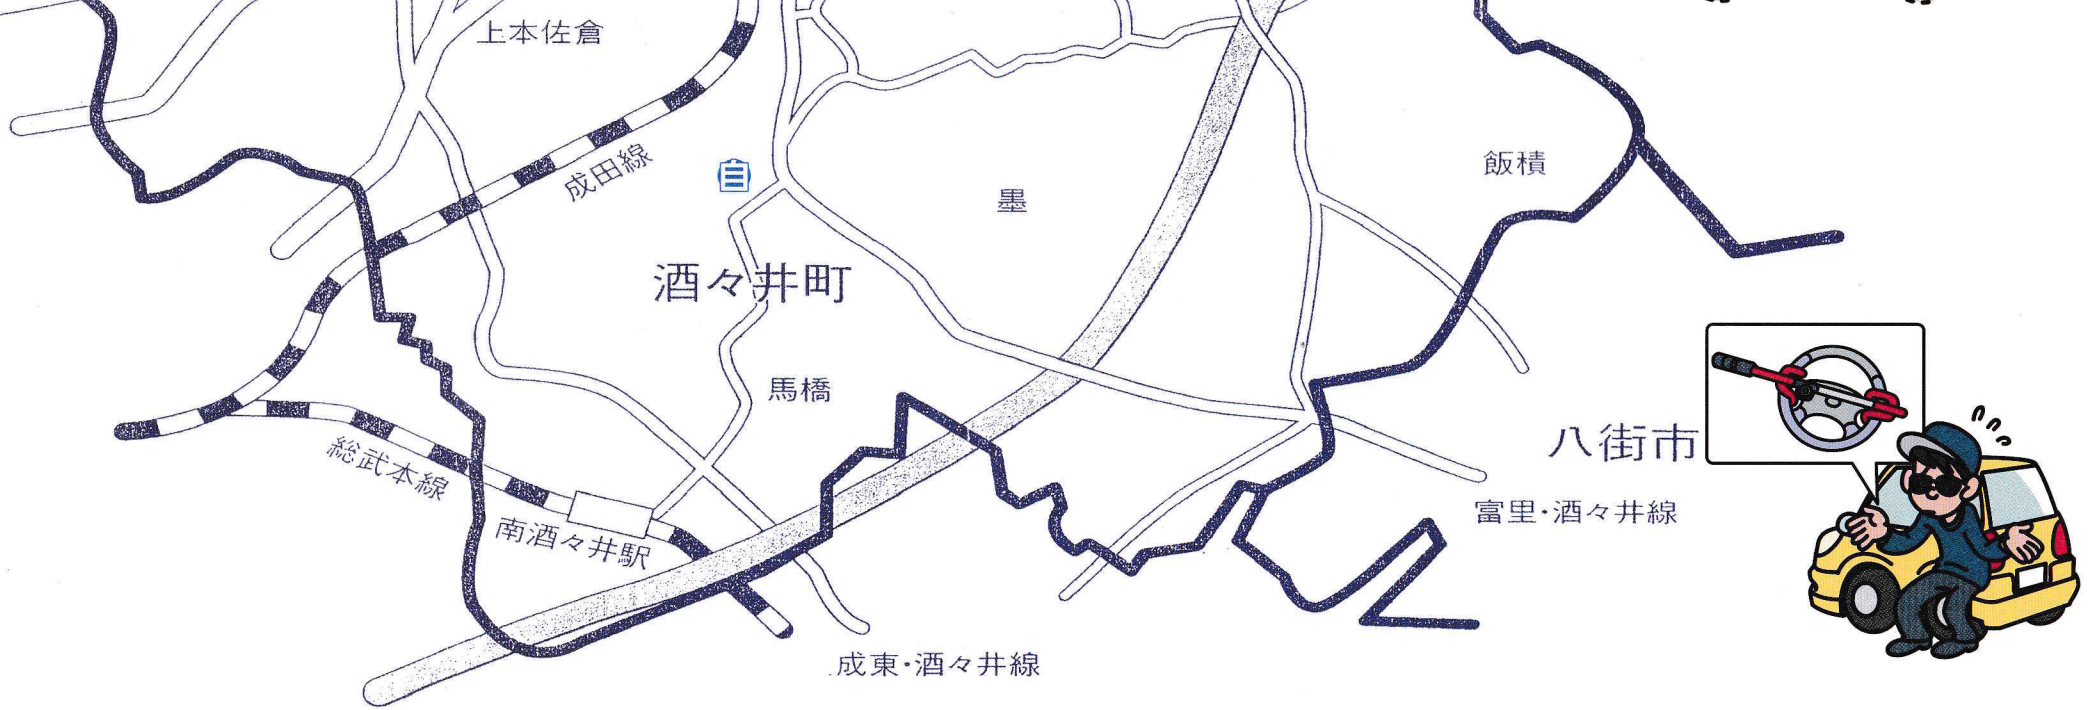 上本佐倉
成田線
飯積
墨
酒々井町
馬橋
八街市
総武本線
富里・酒々井線
南酒々井駅
成東・酒々井線